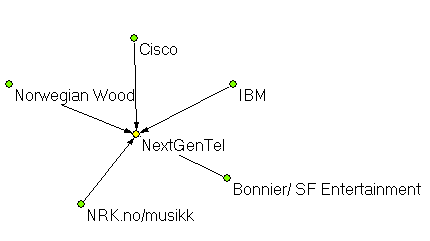 Cisco
Norwegian Wood
IBM
NextGenTel
Bonnier/ SF Entertainment
NRK.no/musikk